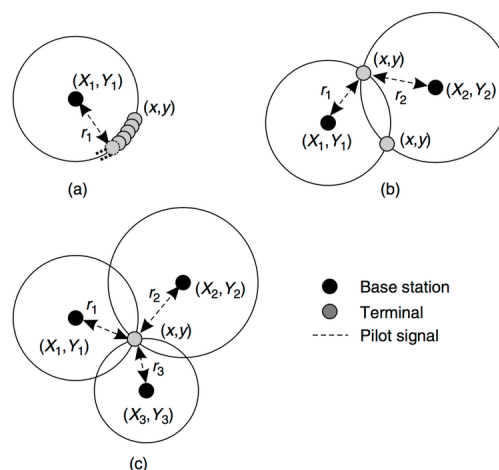 (X1, Y1)
(x,y)
r1
(a)
(x,y)
r1
r2
(X2, Y2)
(X1, Y1)
(x,y)
(b)
r1
r2
(X2, Y2)
(X1, Y1)
(x,y)
r3
(X3, Y3)
(c)
Base station
Terminal
Pilot signal